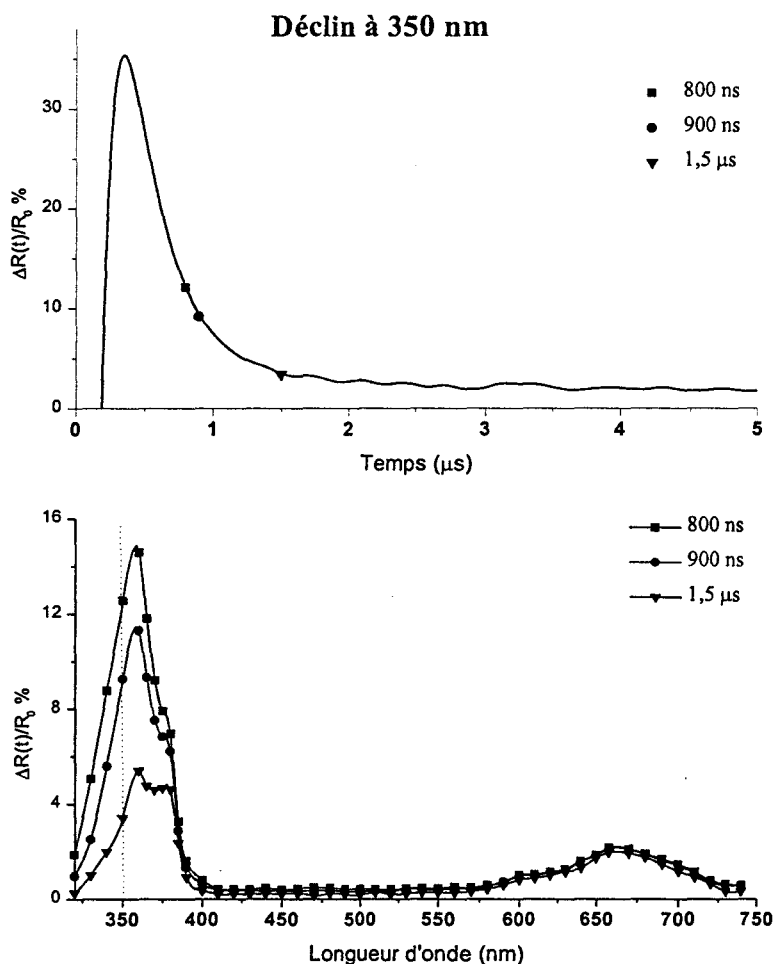 Déclin à 350 nm
ΔR(t)/R₀ %
30
20
10
0
0
1
2
3
4
5
Temps (μs)
800 ns
900 ns
1,5 μs
ΔR(t)/R₀ %
16
12
8
4
0
350
400
450
500
550
600
650
700
750
Longueur d'onde (nm)
800 ns
900 ns
1,5 μs